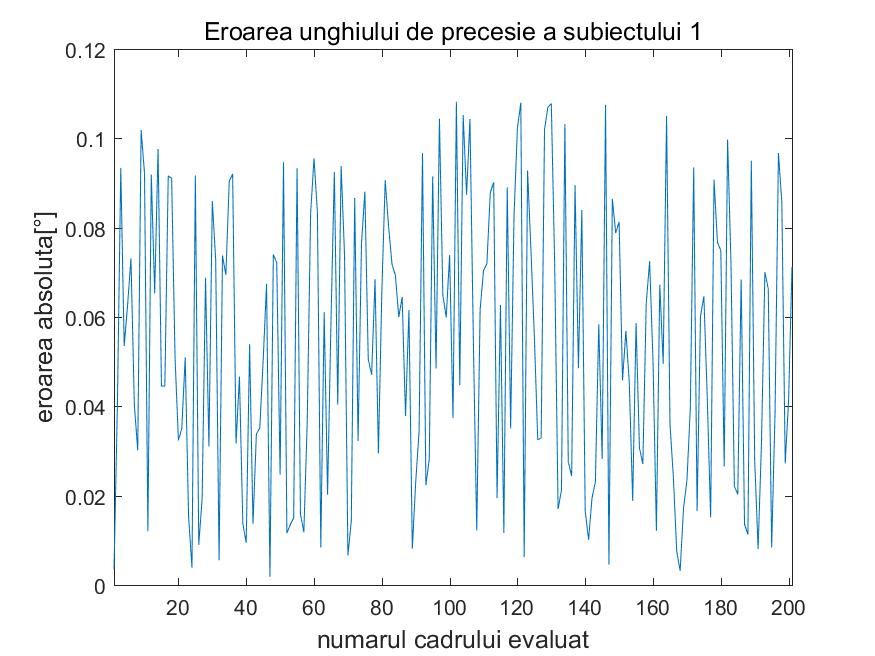 Eroarea unghiului de precesie a subiectului 1
0.12
0.1
0.08
0.06
0.04
0.02
0
eroarea absoluta[°]
20 40 60 80 100 120 140 160 180 200
numarul cadrului evaluat